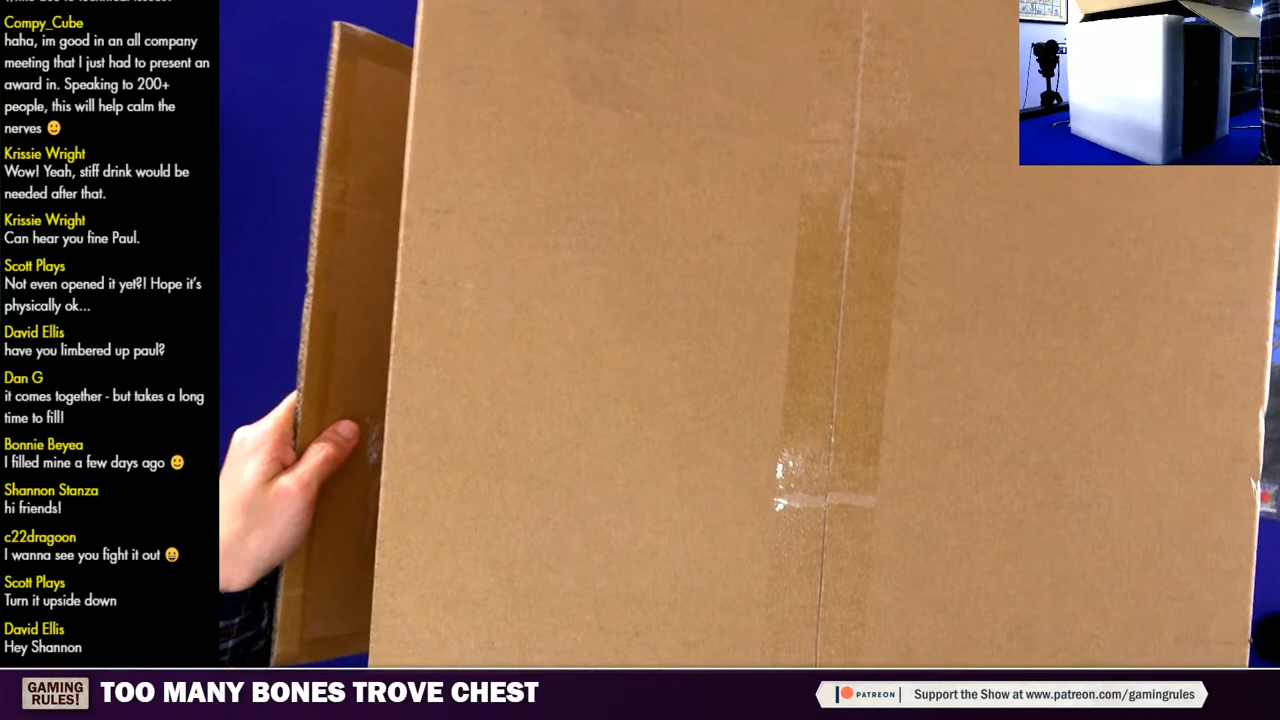 Compy_Cube
haha, im good in an all company
meeting that I just had to present an
award in. Speaking to 200+
people, this will help calm the
nerves 🙂
Krissie Wright
Wow! Yeah, stiff drink would be
needed after that.
Krissie Wright
Can hear you fine Paul.
Scott Plays
Not even opened it yet?! Hope it's
physically ok...
David Ellis
have you limbered up paul?
Dan G
it comes together - but takes a long
time to fill!
Bonnie Beyea
I filled mine a few days ago 🙂
Shannon Stanza
hi friends!
c22dragoon
I wanna see you fight it out 😀
Scott Plays
Turn it upside down
David Ellis
Hey Shannon
GAMING
RULES!
TOO MANY BONES TROVE CHEST
PATREON
Support the Show at www.patreon.com/gamingrules